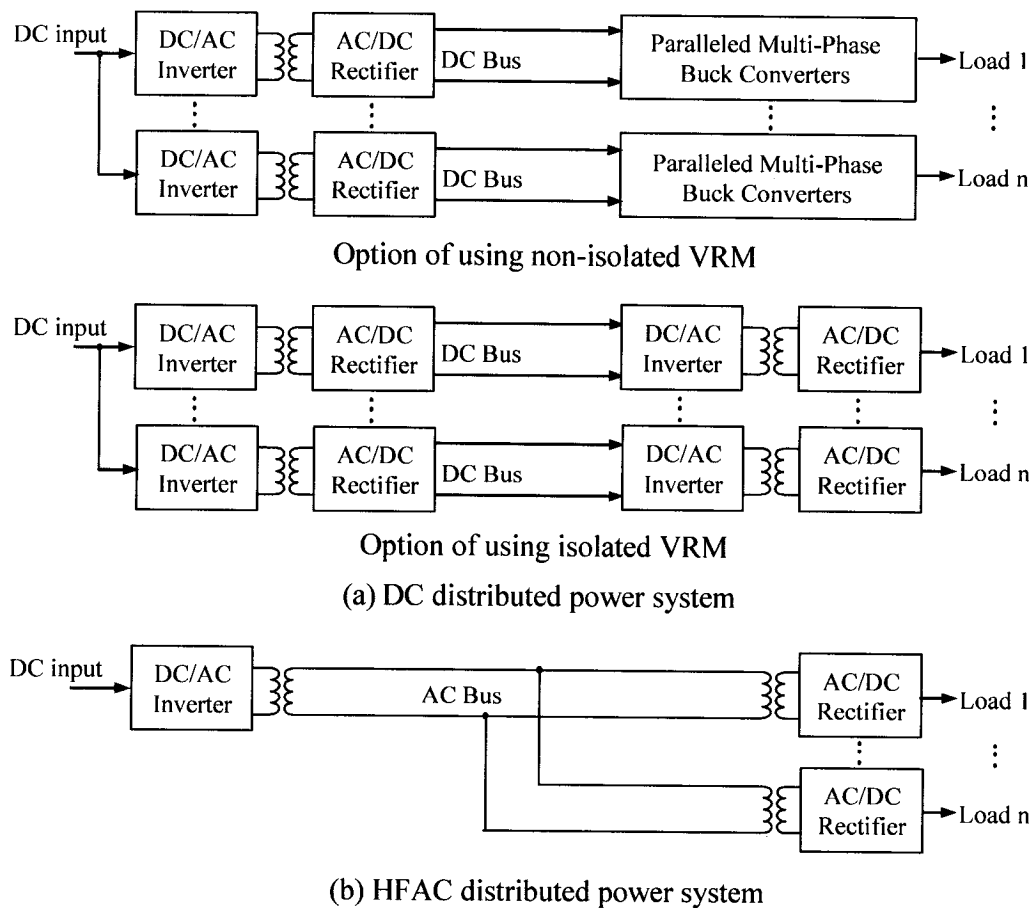 DC input
DC/AC
Inverter
AC/DC
Rectifier
DC Bus
Paralleled Multi-Phase
Buck Converters
Load 1
DC/AC
Inverter
AC/DC
Rectifier
DC Bus
Paralleled Multi-Phase
Buck Converters
Load n
Option of using non-isolated VRM
DC input
DC/AC
Inverter
AC/DC
Rectifier
DC Bus
DC/AC
Inverter
AC/DC
Rectifier
Load 1
DC/AC
Inverter
AC/DC
Rectifier
DC Bus
DC/AC
Inverter
AC/DC
Rectifier
Load n
Option of using isolated VRM
(a) DC distributed power system
DC input
DC/AC
Inverter
AC Bus
AC/DC
Rectifier
Load 1
AC/DC
Rectifier
Load n
(b) HFAC distributed power system